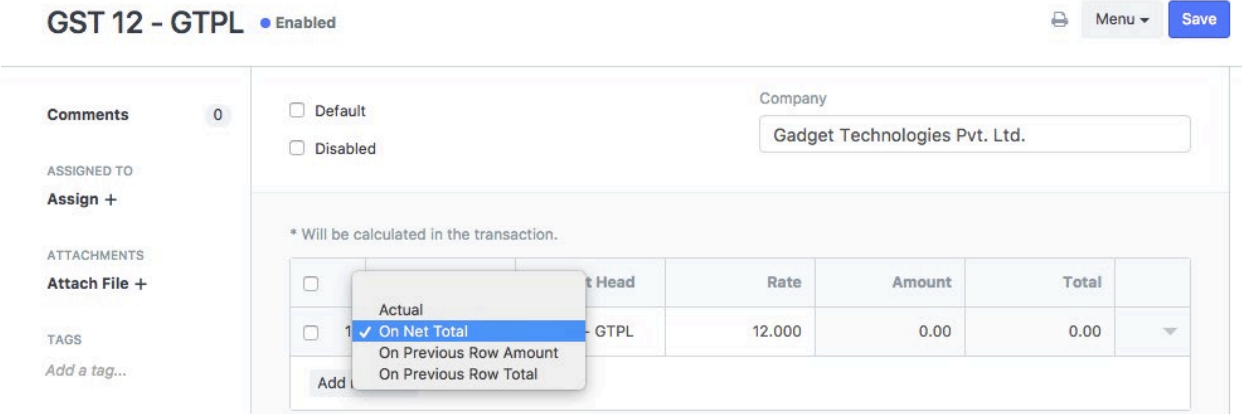 GST 12 - GTPL Enabled Menu Save
Comments 0
Default
Disabled
Company
Gadget Technologies Pvt. Ltd.
ASSIGNED TO
Assign +
ATTACHMENTS
Attach File +
TAGS
Add a tag...
* Will be calculated in the transaction.
t Head Rate Amount Total
Actual
1 ✓ On Net Total - GTPL 12.000 0.00 0.00
On Previous Row Amount
On Previous Row Total
Add